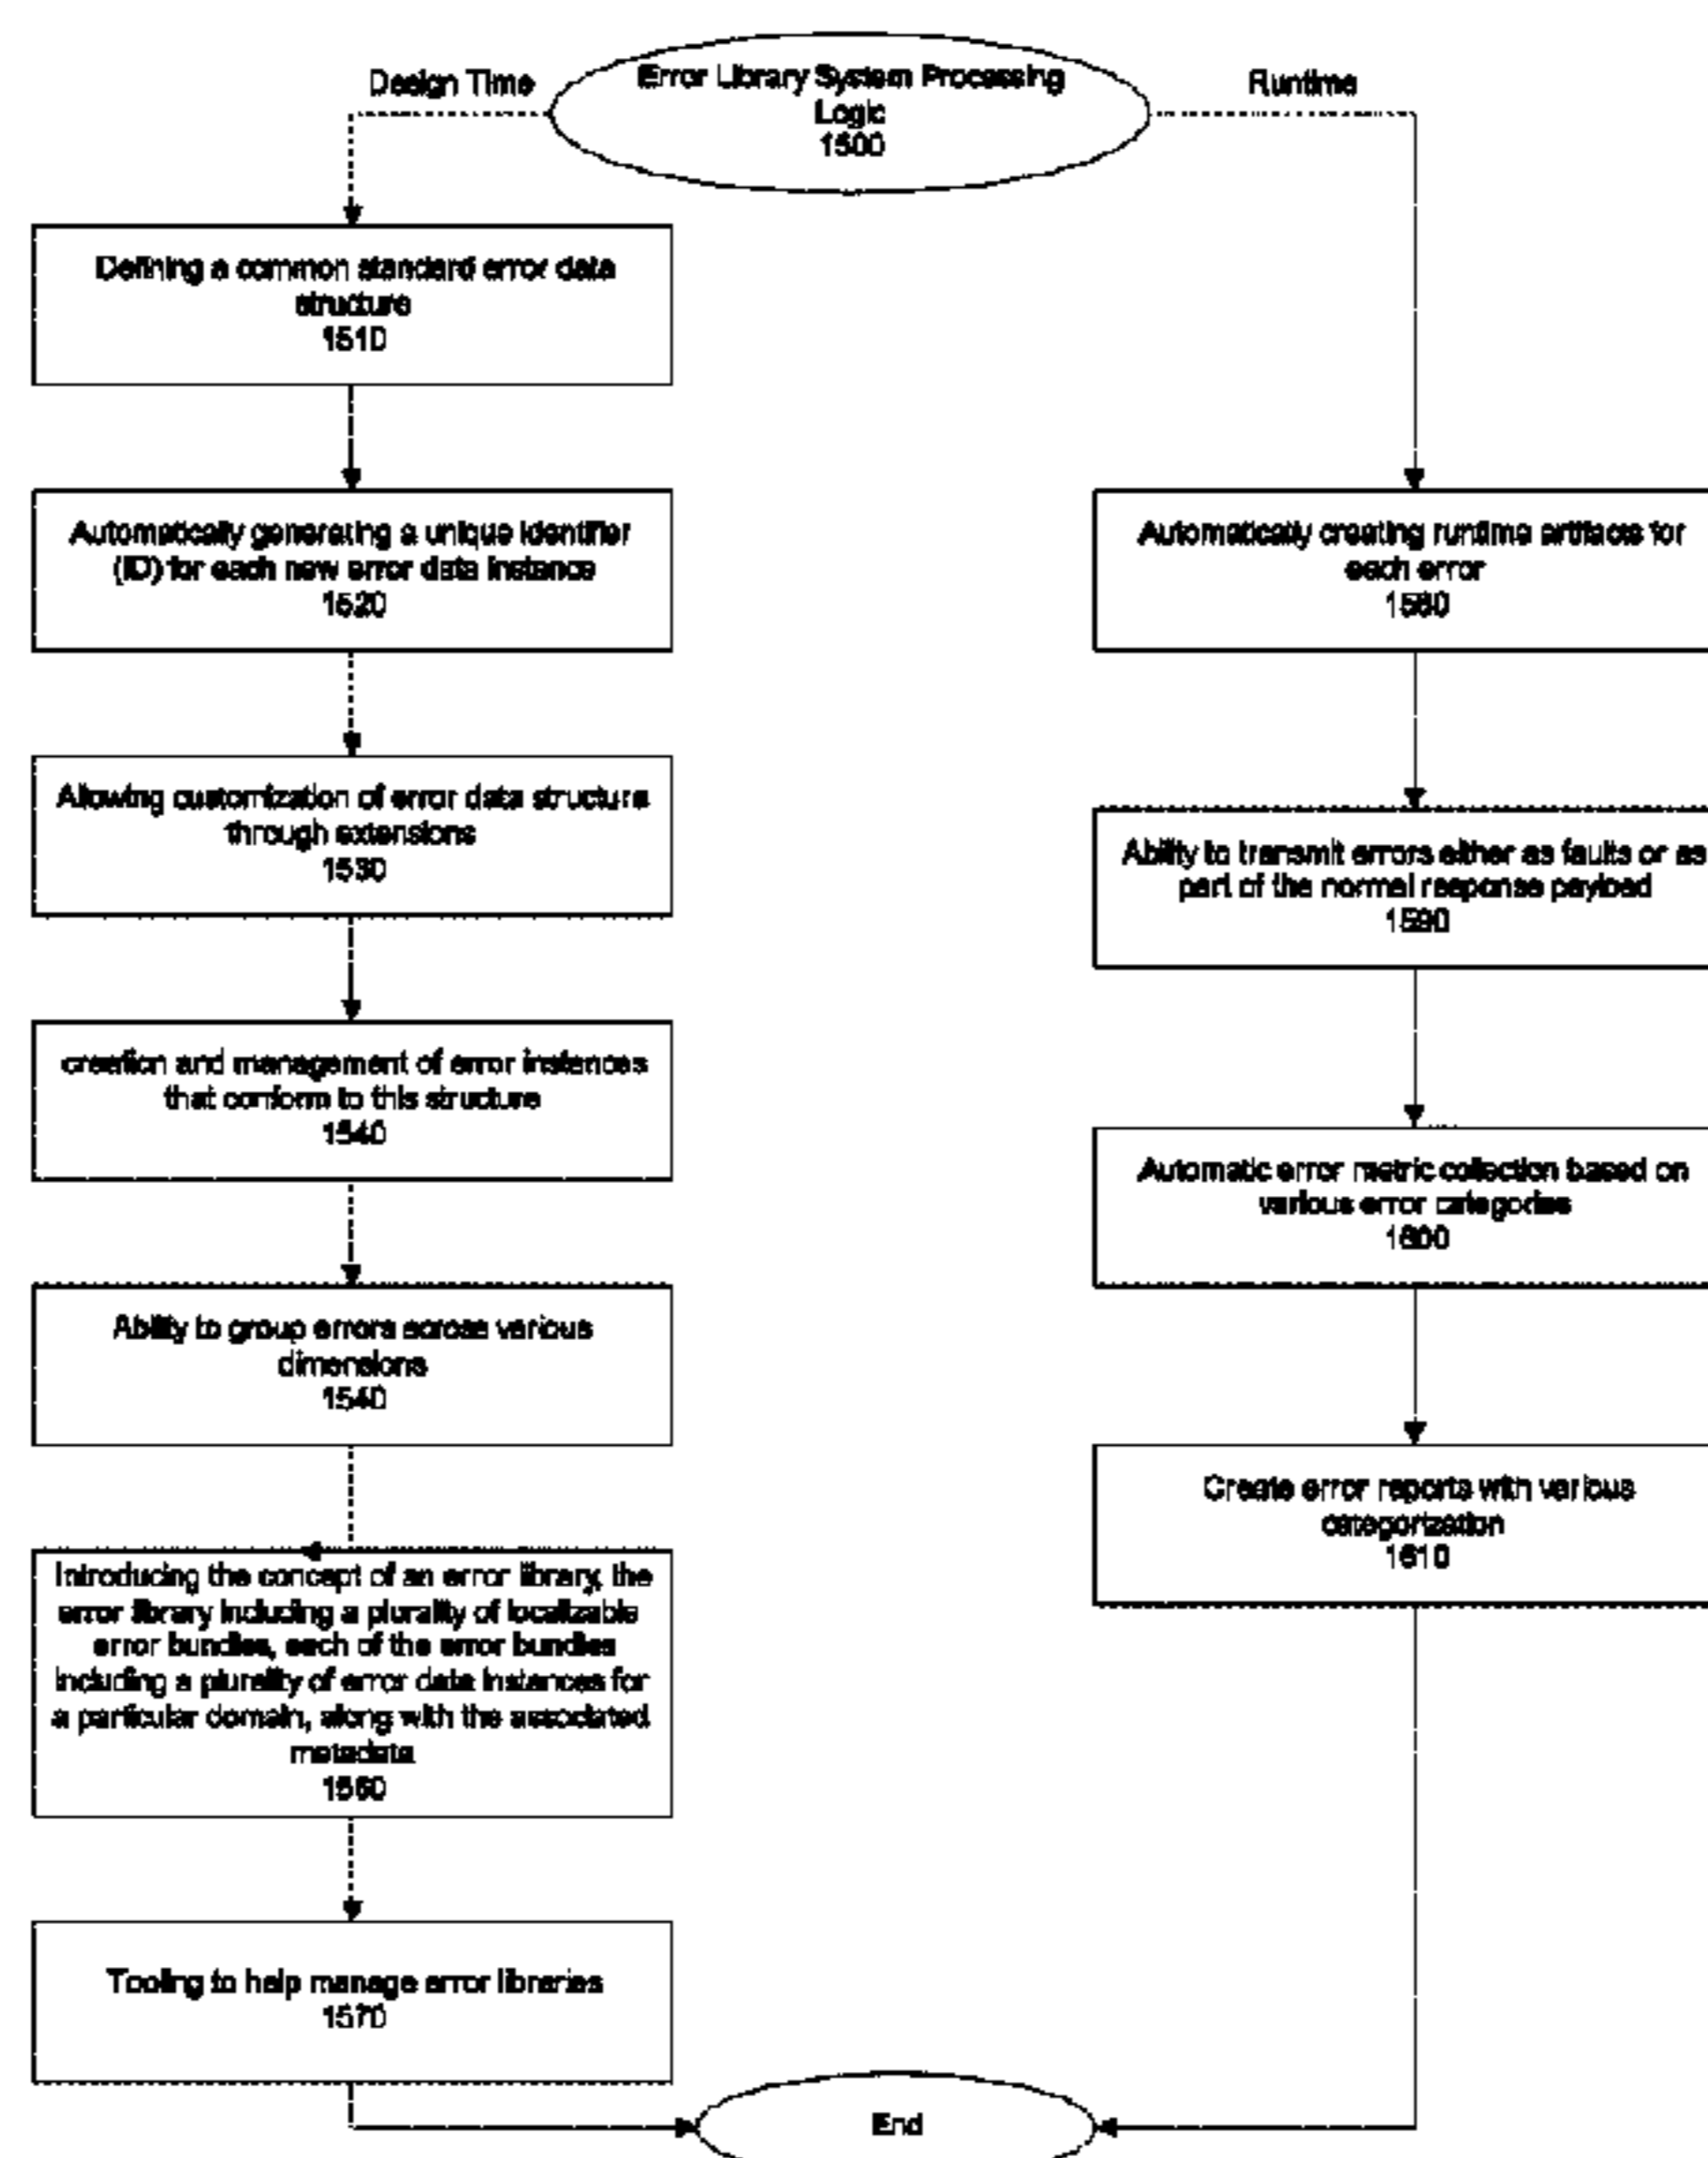 Design Time
Error Library System Processing
Logic
1500
Runtime
Defining a common standard error data
structure
1510
Automatically generating a unique identifier
(ID) for each new error data instance
1520
Allowing customization of error data structure
through extensions
1530
creation and management of error instances
that conform to this structure
1540
Ability to group errors across various
dimensions
1540
Introducing the concept of an error library, the
error library including a plurality of localizable
error bundles, each of the error bundles
including a plurality of error data instances for
a particular domain, along with the associated
metadata
1560
Tooling to help manage error libraries
1570
Automatically creating runtime artifacts for
each error
1580
Ability to transmit errors either as faults or as
part of the normal response payload
1590
Automatic error metric collection based on
various error categories
1600
Create error reports with various
categorization
1610
End